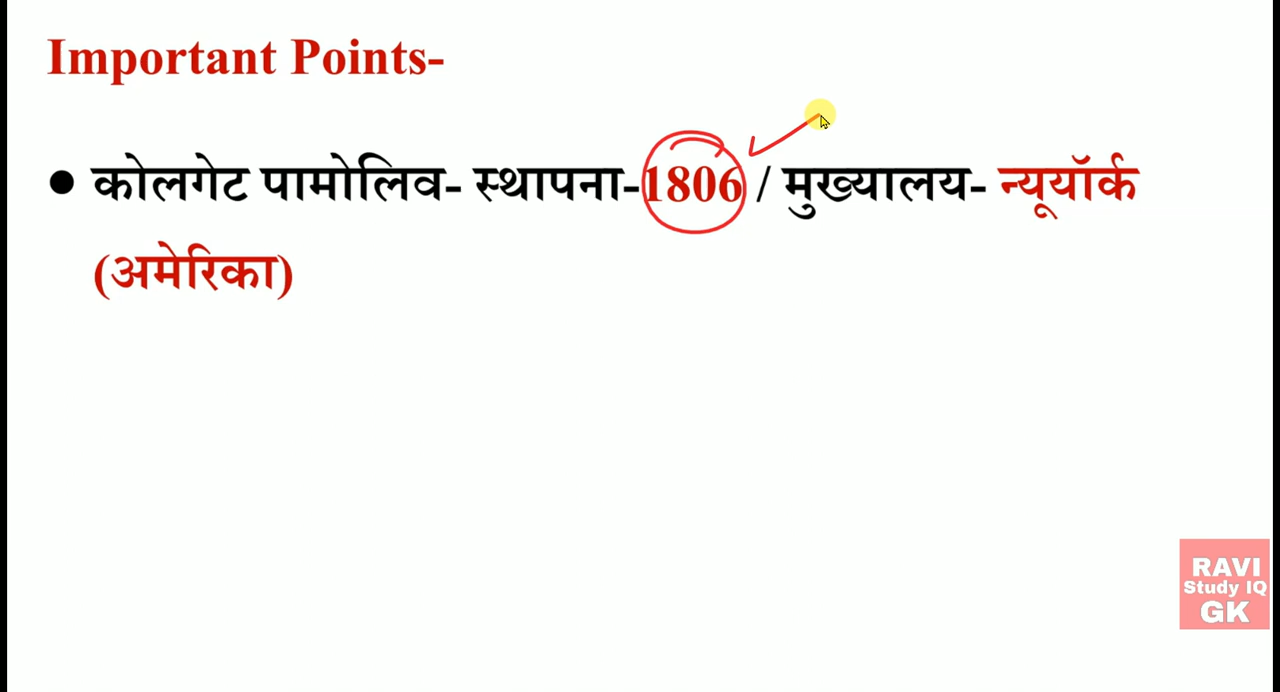 Important Points-
● कोलगेट पामोलिव- स्थापना-1806 / मुख्यालय- न्यूयॉर्क
(अमेरिका)
RAVI
Study IQ
GK